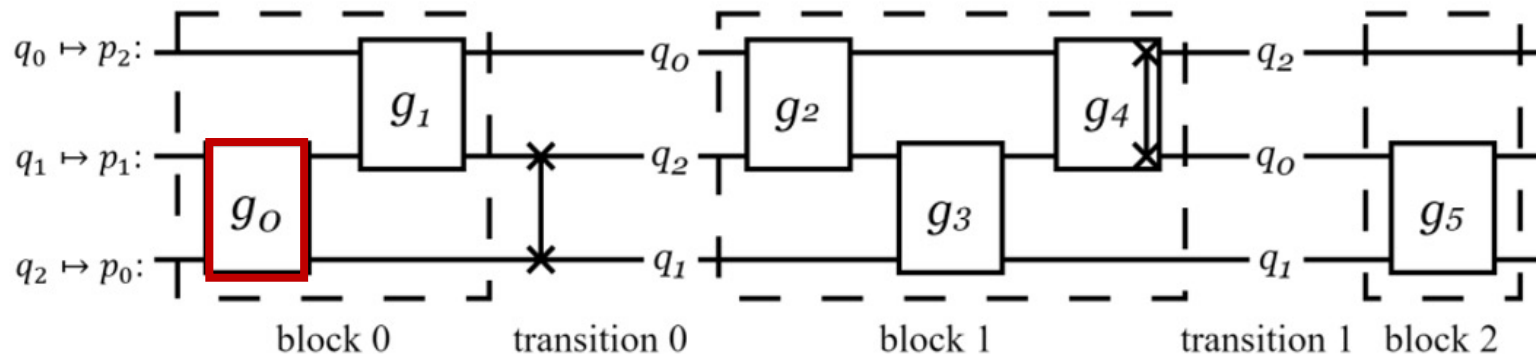 q₀ ↦ p₂: q₀ q₂
g₁ g₂ g₄
q₁ ↦ p₁: q₂ q₀
g₀ g₃ g₅
q₂ ↦ p₀: q₁ q₁
block 0 transition 0 block 1 transition 1 block 2